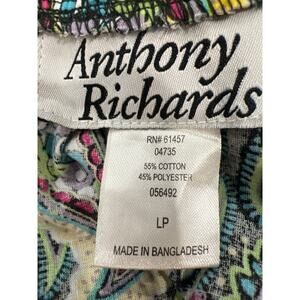 Anthony
Richards
RN# 61457
04735
55% COTTON
45% POLYESTER
056492
LP
MADE IN BANGLADESH